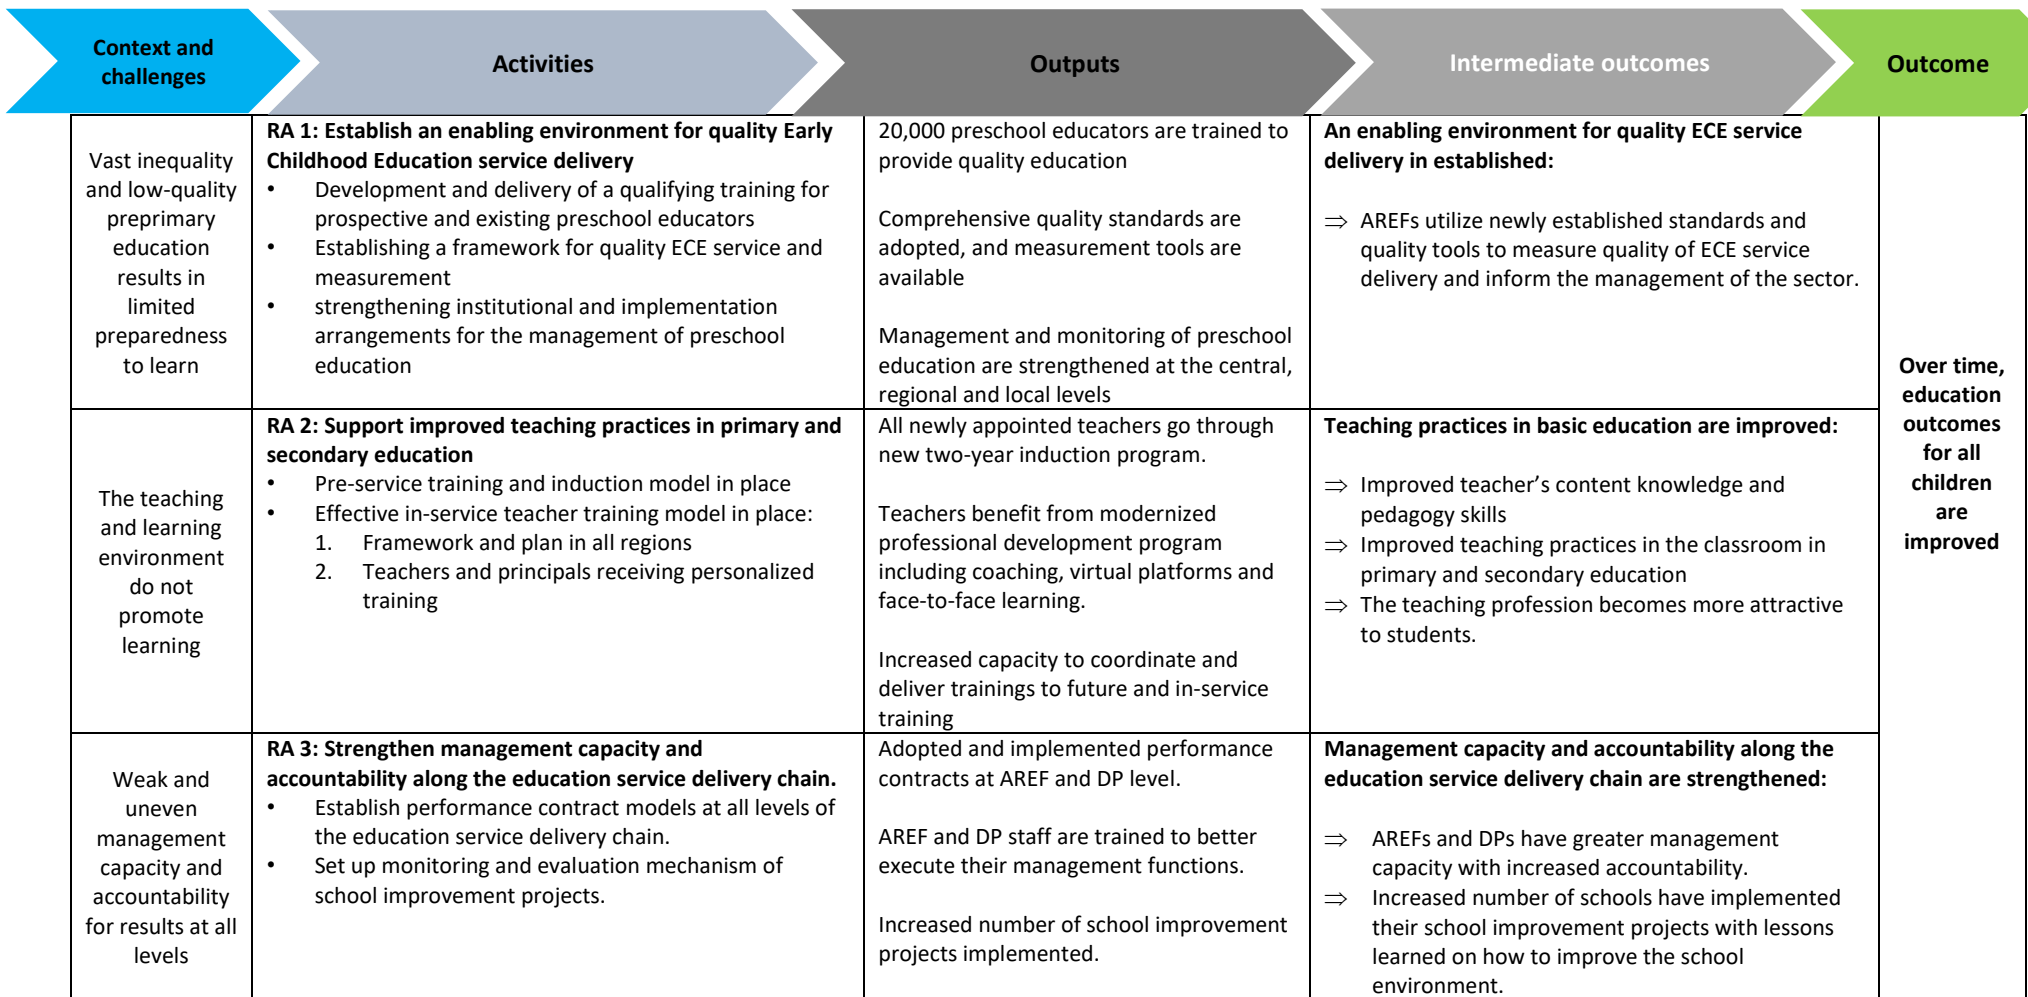 Context and
challenges
Activities
Outputs
Intermediate outcomes
Outcome
Vast inequality
and low-quality
preprimary
education
results in
limited
preparedness
to learn
RA 1: Establish an enabling environment for quality Early
Childhood Education service delivery
• Development and delivery of a qualifying training for
prospective and existing preschool educators
• Establishing a framework for quality ECE service and
measurement
• strengthening institutional and implementation
arrangements for the management of preschool
education
20,000 preschool educators are trained to
provide quality education
Comprehensive quality standards are
adopted, and measurement tools are
available
Management and monitoring of preschool
education are strengthened at the central,
regional and local levels
An enabling environment for quality ECE service
delivery in established:
⇒ AREFs utilize newly established standards and
quality tools to measure quality of ECE service
delivery and inform the management of the sector.
The teaching
and learning
environment
do not
promote
learning
RA 2: Support improved teaching practices in primary and
secondary education
• Pre-service training and induction model in place
• Effective in-service teacher training model in place:
1. Framework and plan in all regions
2. Teachers and principals receiving personalized
training
All newly appointed teachers go through
new two-year induction program.
Teachers benefit from modernized
professional development program
including coaching, virtual platforms and
face-to-face learning.
Increased capacity to coordinate and
deliver trainings to future and in-service
training
Teaching practices in basic education are improved:
⇒ Improved teacher’s content knowledge and
pedagogy skills
⇒ Improved teaching practices in the classroom in
primary and secondary education
⇒ The teaching profession becomes more attractive
to students.
Weak and
uneven
management
capacity and
accountability
for results at all
levels
RA 3: Strengthen management capacity and
accountability along the education service delivery chain.
• Establish performance contract models at all levels of
the education service delivery chain.
• Set up monitoring and evaluation mechanism of
school improvement projects.
Adopted and implemented performance
contracts at AREF and DP level.
AREF and DP staff are trained to better
execute their management functions.
Increased number of school improvement
projects implemented.
Management capacity and accountability along the
education service delivery chain are strengthened:
⇒ AREFs and DPs have greater management
capacity with increased accountability.
⇒ Increased number of schools have implemented
their school improvement projects with lessons
learned on how to improve the school
environment.
Over time,
education
outcomes
for all
children
are
improved